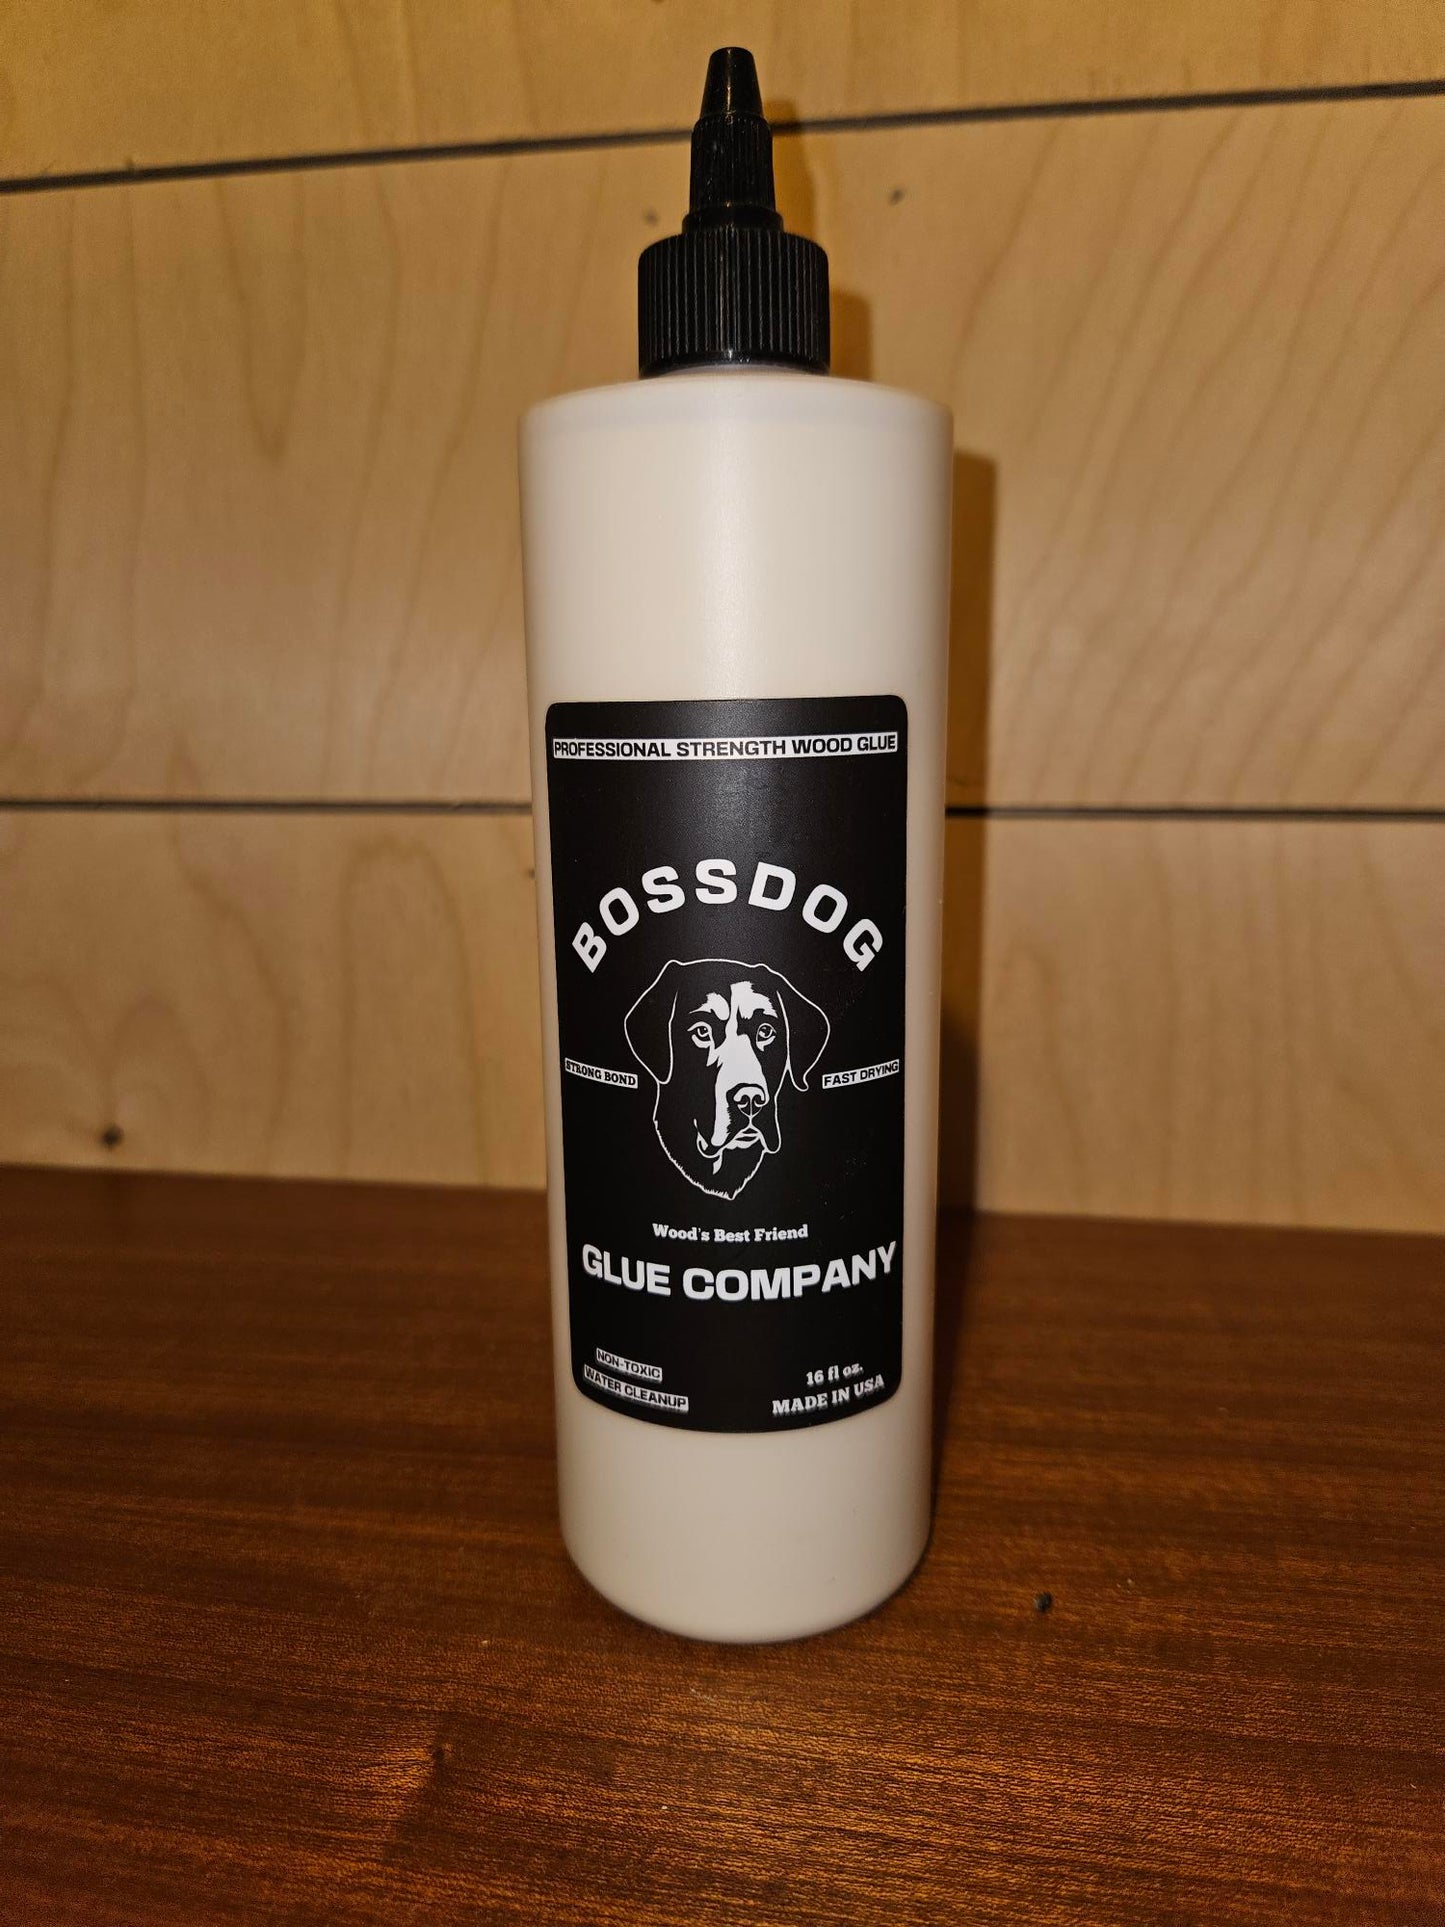 PROFESSIONAL STRENGTH WOOD GLUE
BOSSDOG
STRONG BOND
FAST DRYING
Wood's Best Friend
GLUE COMPANY
NON-TOXIC
WATER CLEANUP
16 fl oz.
MADE IN USA